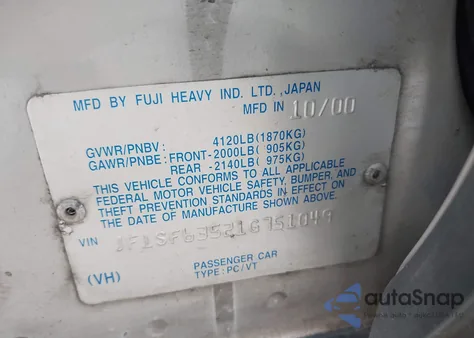 MFD BY FUJI HEAVY IND. LTD.,JAPAN
MFD IN 10/00
GVWR/PNBV : 4120LB(1870KG)
GAWR/PNBE: FRONT-2000LB( 905KG)
REAR -2140LB( 975KG)
THIS VEHICLE CONFORMS TO ALL APPLICABLE
FEDERAL MOTOR VEHICLE SAFETY, BUMPER, AND
THEFT PREVENTION STANDARDS IN EFFECT ON
THE DATE OF MANUFACTURE SHOWN ABOVE.
VIN JF1SF63521G751049
(VH)
PASSENGER CAR
TYPE: PC/VT
autoSnap